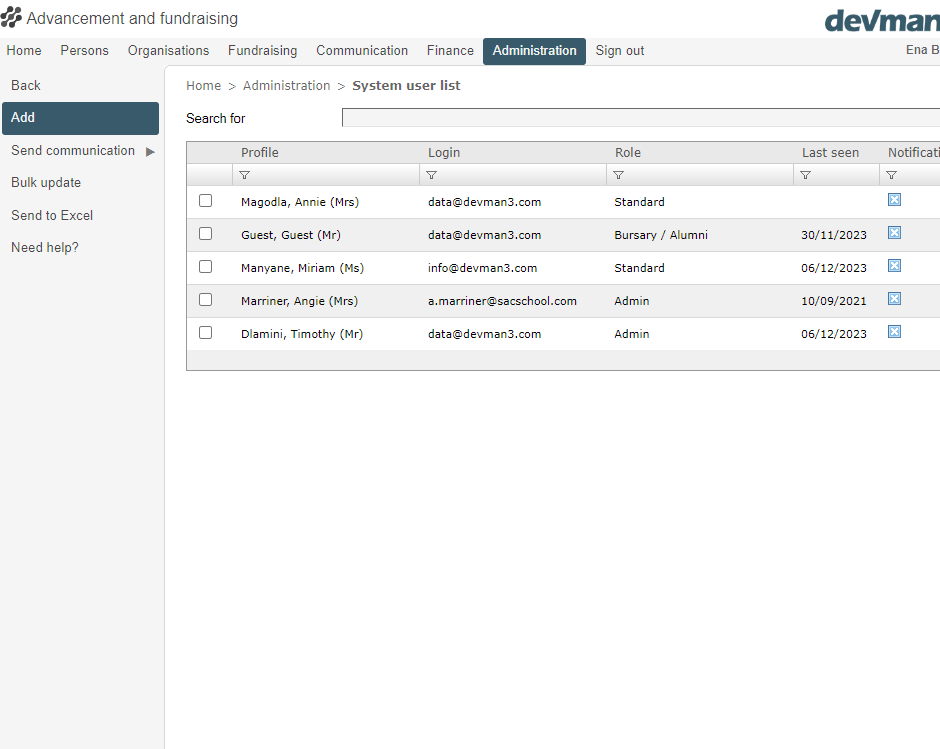 Advancement and fundraising
devman
Home Persons Organisations Fundraising Communication Finance Administration Sign out Ena B
Back
Add
Send communication
Bulk update
Send to Excel
Need help?
Home > Administration > System user list
Search for
Profile Login Role Last seen Notificati
Magodla, Annie (Mrs) data@devman3.com Standard
Guest, Guest (Mr) data@devman3.com Bursary / Alumni 30/11/2023
Manyane, Miriam (Ms) info@devman3.com Standard 06/12/2023
Marriner, Angie (Mrs) a.marriner@sacschool.com Admin 10/09/2021
Dlamini, Timothy (Mr) data@devman3.com Admin 06/12/2023